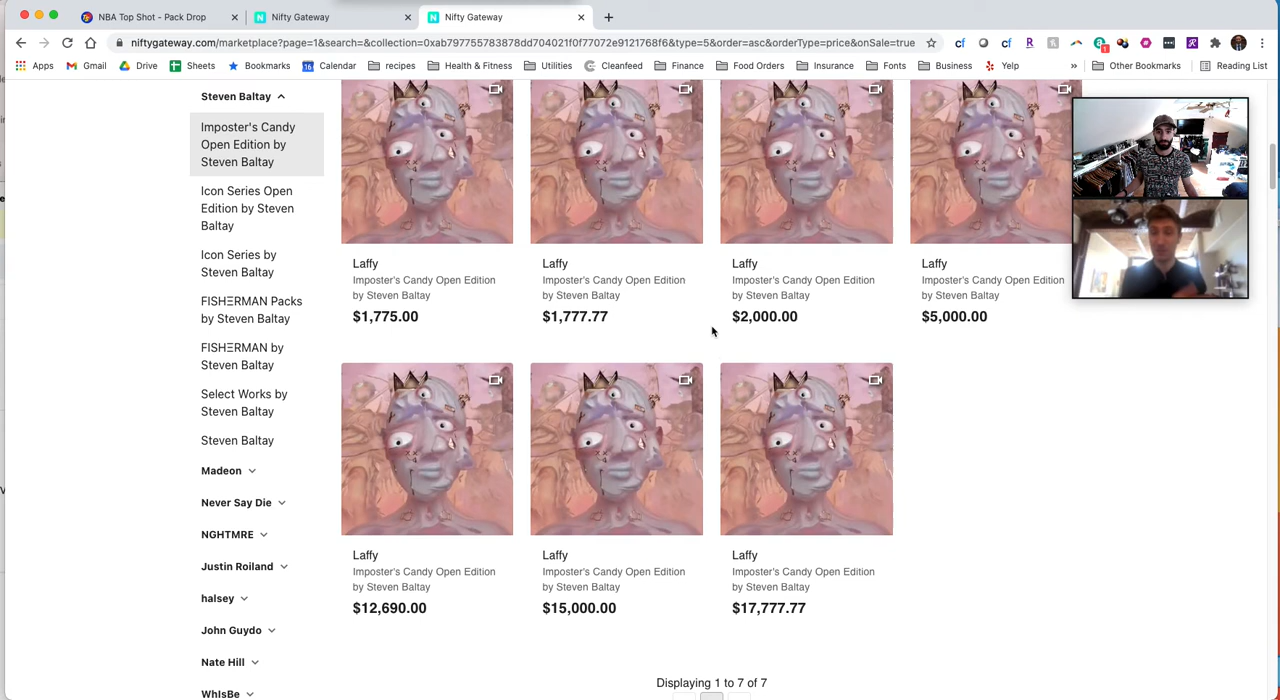 NBA Top Shot - Pack Drop
Nifty Gateway
Nifty Gateway
niftygateway.com/marketplace?page=1&search=&collection=0xab797755783878dd704021f0f77072e9121768f6&type=5&order=asc&orderType=price&onSale=true
Apps Gmail Drive Sheets Bookmarks Calendar recipes Health & Fitness Utilities Cleanfeed Finance Food Orders Insurance Fonts Business Yelp » Other Bookmarks Reading List
Steven Baltay
Imposter's Candy
Open Edition by
Steven Baltay
Icon Series Open
Edition by Steven
Baltay
Icon Series by
Steven Baltay
FISHΞRMAN Packs
by Steven Baltay
FISHΞRMAN by
Steven Baltay
Select Works by
Steven Baltay
Steven Baltay
Madeon
Never Say Die
NGHTMRE
Justin Roiland
halsey
John Guydo
Nate Hill
WhIsBe
Laffy
Imposter's Candy Open Edition
by Steven Baltay
$1,775.00
Laffy
Imposter's Candy Open Edition
by Steven Baltay
$1,777.77
Laffy
Imposter's Candy Open Edition
by Steven Baltay
$2,000.00
Laffy
Imposter's Candy Open Edition
by Steven Baltay
$5,000.00
Laffy
Imposter's Candy Open Edition
by Steven Baltay
$12,690.00
Laffy
Imposter's Candy Open Edition
by Steven Baltay
$15,000.00
Laffy
Imposter's Candy Open Edition
by Steven Baltay
$17,777.77
Displaying 1 to 7 of 7